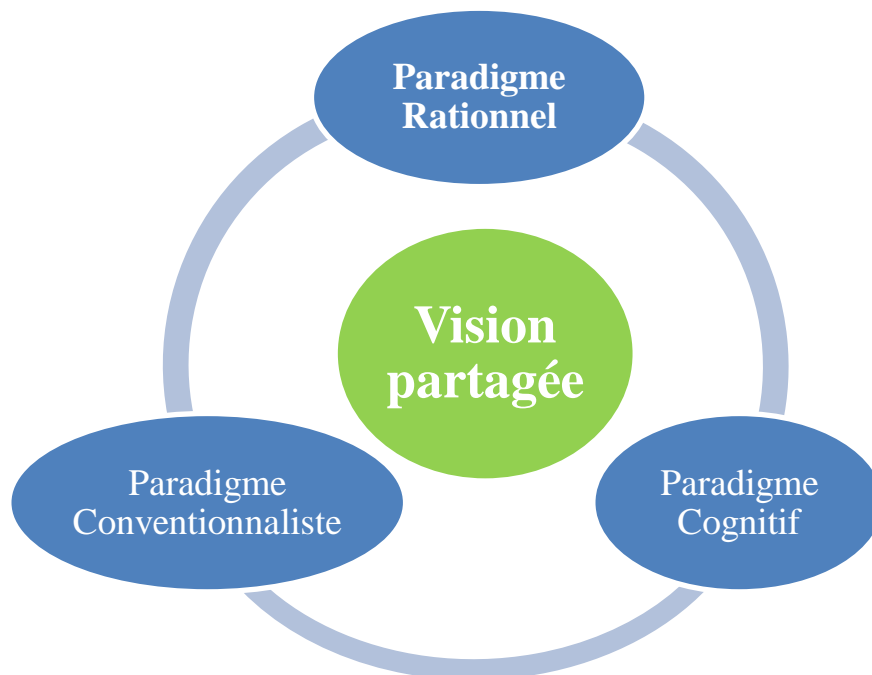 Paradigme
Rationnel
Vision
partagée
Paradigme
Conventionnaliste
Paradigme
Cognitif